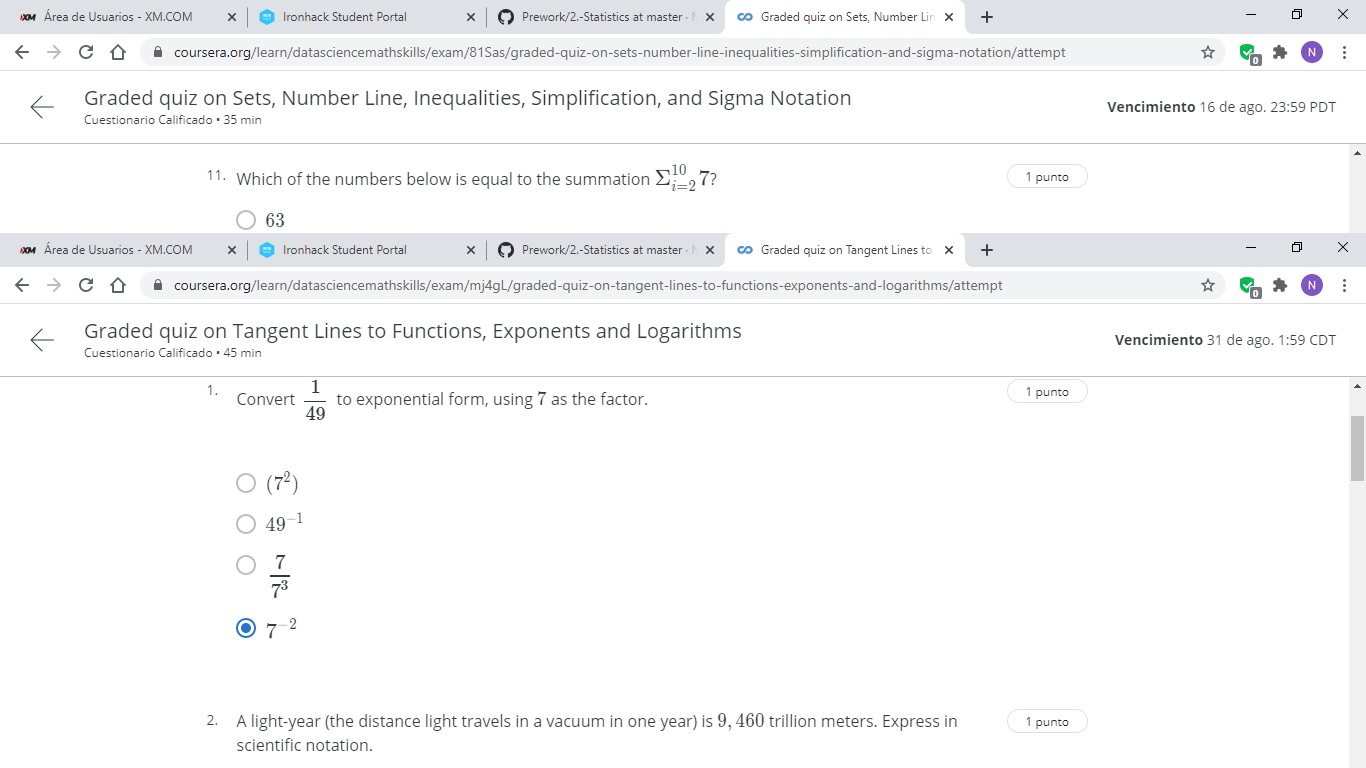 Área de Usuarios - XM.COM
Ironhack Student Portal
Prework/2.-Statistics at master ·
Graded quiz on Sets, Number Lin
coursera.org/learn/datasciencemathskills/exam/81Sas/graded-quiz-on-sets-number-line-inequalities-simplification-and-sigma-notation/attempt
0
N
Graded quiz on Sets, Number Line, Inequalities, Simplification, and Sigma Notation
Cuestionario Calificado • 35 min
Vencimiento 16 de ago. 23:59 PDT
11. Which of the numbers below is equal to the summation Σ_{i=2}^{10} 7?
1 punto
63
Área de Usuarios - XM.COM
Ironhack Student Portal
Prework/2.-Statistics at master ·
Graded quiz on Tangent Lines to
coursera.org/learn/datasciencemathskills/exam/mj4gL/graded-quiz-on-tangent-lines-to-functions-exponents-and-logarithms/attempt
0
N
Graded quiz on Tangent Lines to Functions, Exponents and Logarithms
Cuestionario Calificado • 45 min
Vencimiento 31 de ago. 1:59 CDT
1. Convert 1/49 to exponential form, using 7 as the factor.
1 punto
(7²)
49⁻¹
7/7³
7⁻²
2. A light-year (the distance light travels in a vacuum in one year) is 9,460 trillion meters. Express in
scientific notation.
1 punto